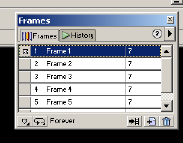 Frames
Frames History ?
1 Frame 1 7
2 Frame 2 7
3 Frame 3 7
4 Frame 4 7
5 Frame 5 7
Forever